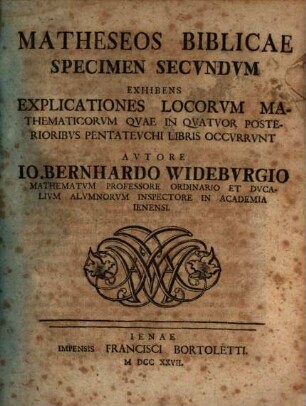 MATHESEOS BIBLICAE
SPECIMEN SECVNDVM
EXHIBENS
EXPLICATIONES LOCORVM MA-
THEMATICORVM QVAE IN QVATVOR POSTE-
RIORIBVS PENTATEVCHI LIBRIS OCCVRRVNT
AVTORE
IO. BERNHARDO WIDEBVRGIO
MATHEMATVM PROFESSORE ORDINARIO ET DVCA-
LIVM ALVMNORVM INSPECTORE IN ACADEMIA
IENENSI.
IENAE
IMPENSIS FRANCISCI BORTOLETTI.
M DCC XXVII.